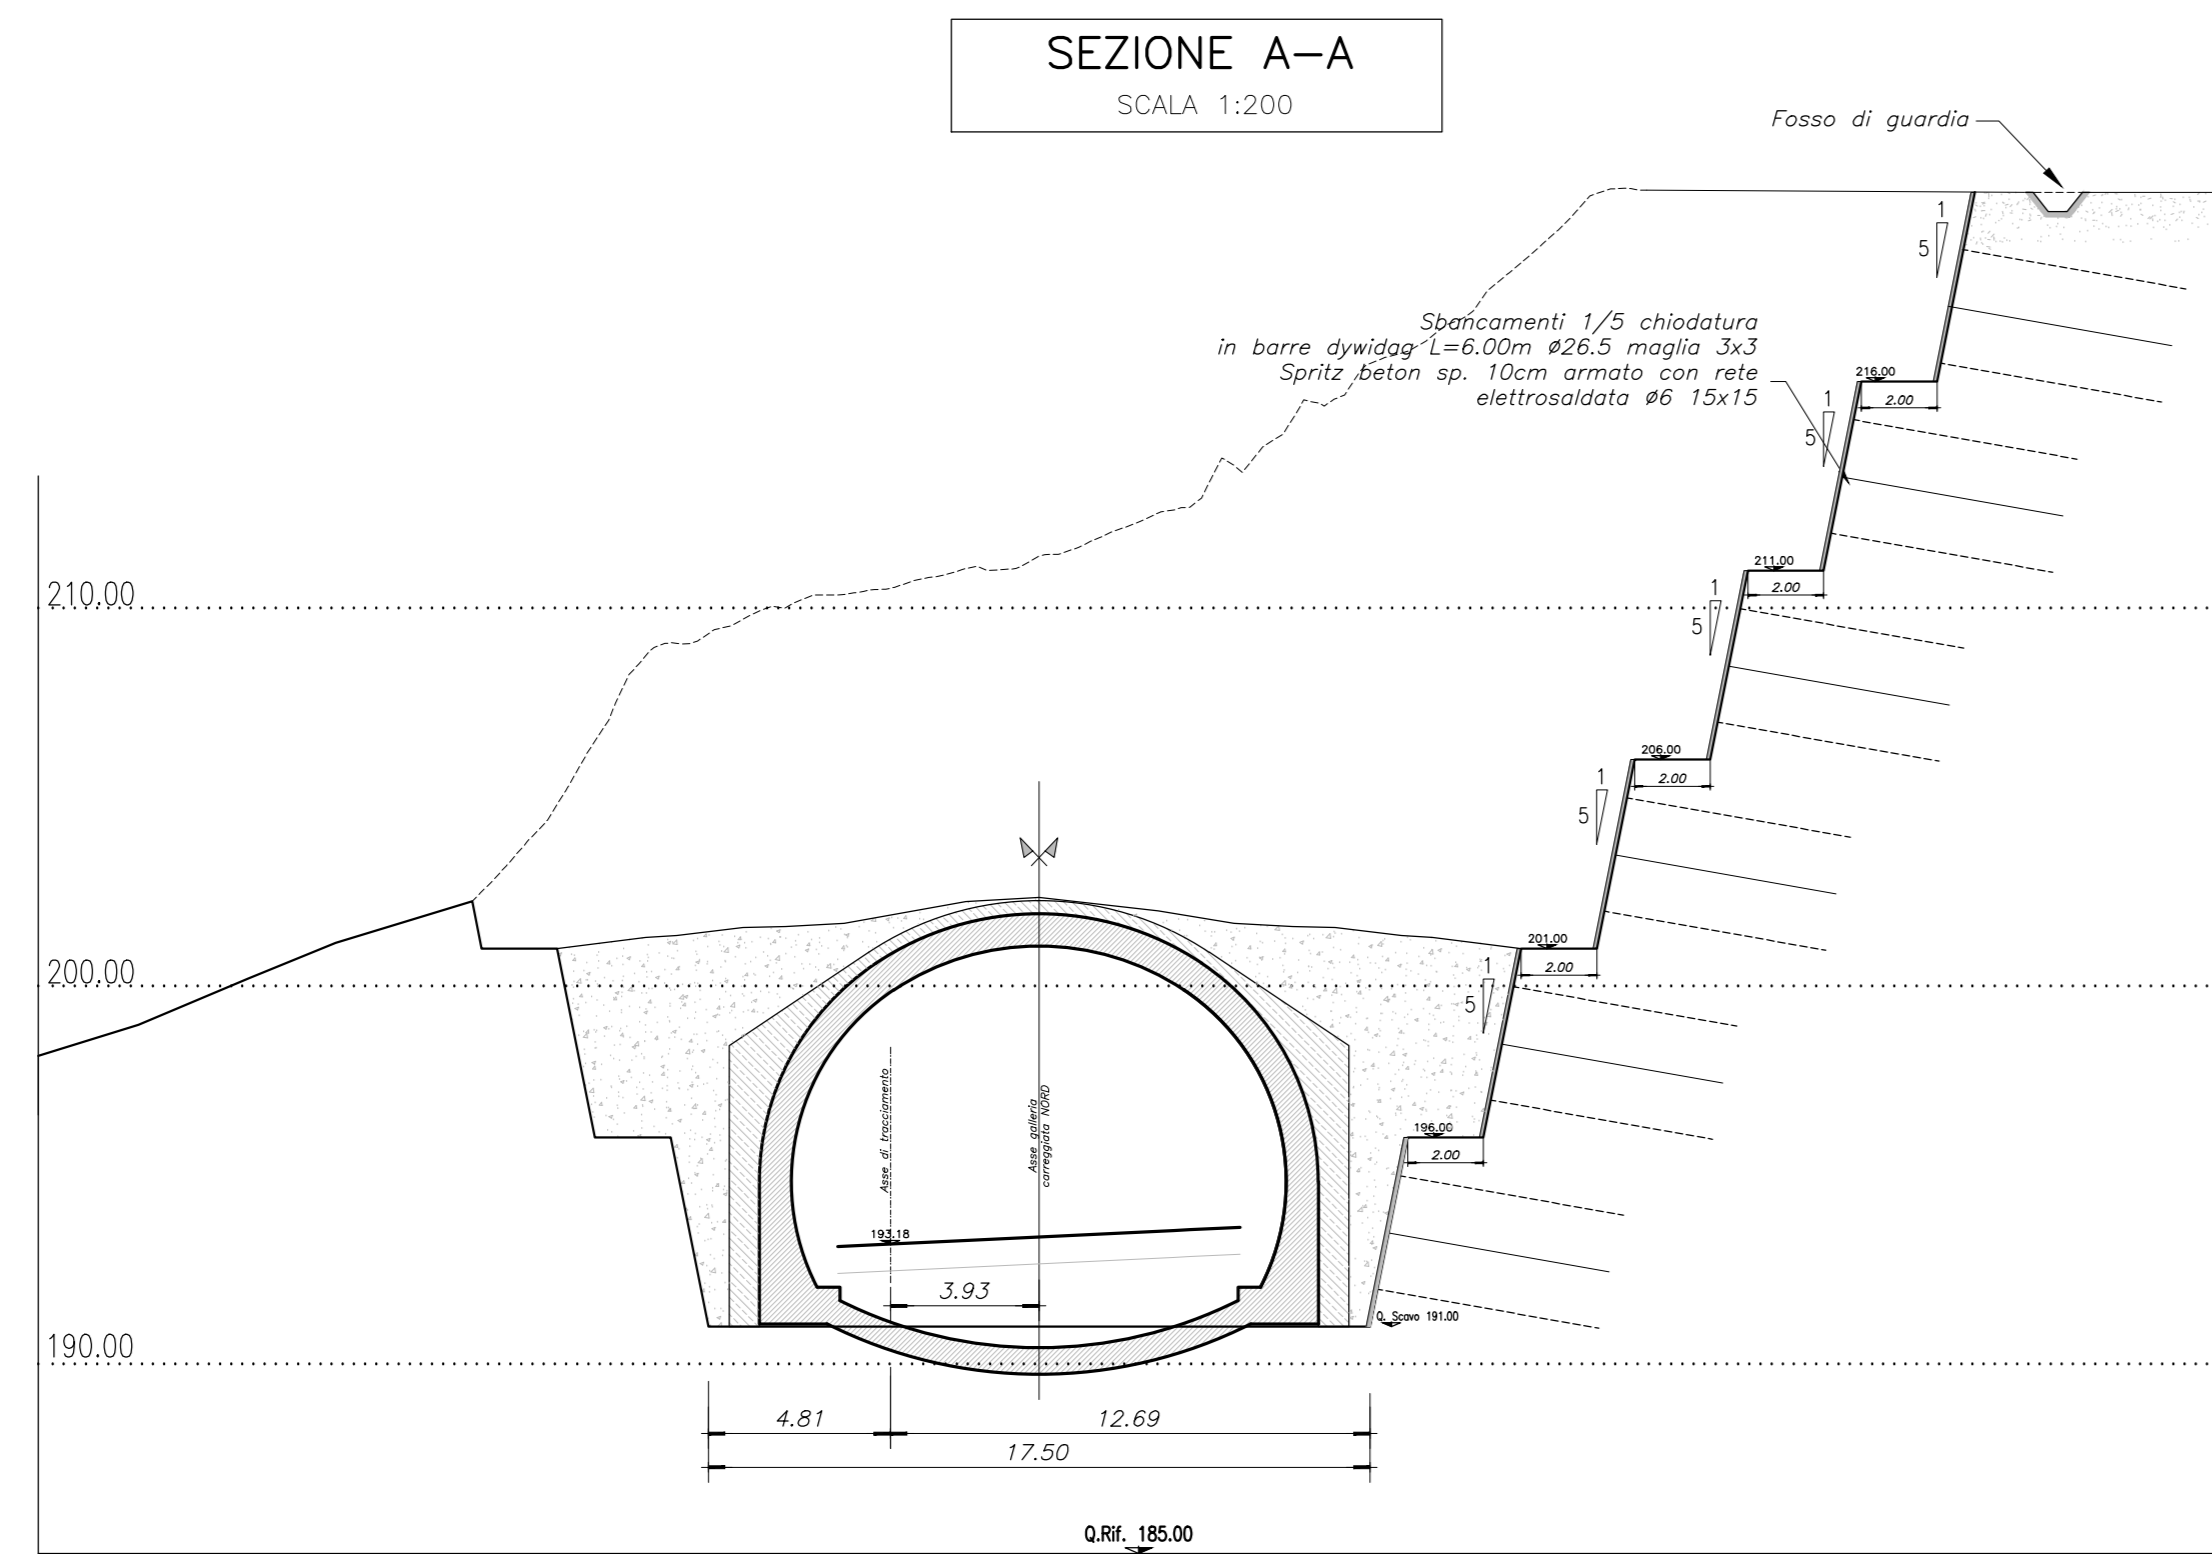 SEZIONE A-A
SCALA 1:200
Fosso di guardia
1
5
Sbancamenti 1/5 chiodatura
in barre dywidag L=6.00m ø26.5 maglia 3x3
Spritz beton sp. 10cm armato con rete
elettrosaldata ø6 15x15
216.00
2.00
1
5
211.00
2.00
210.00
1
5
206.00
2.00
1
5
201.00
2.00
200.00
1
5
196.00
2.00
Asse di tracciamento
Asse galleria
carreggiata NORD
193.18
3.93
Q. Scavo 191.00
190.00
4.81
12.69
17.50
Q.Rif. 185.00